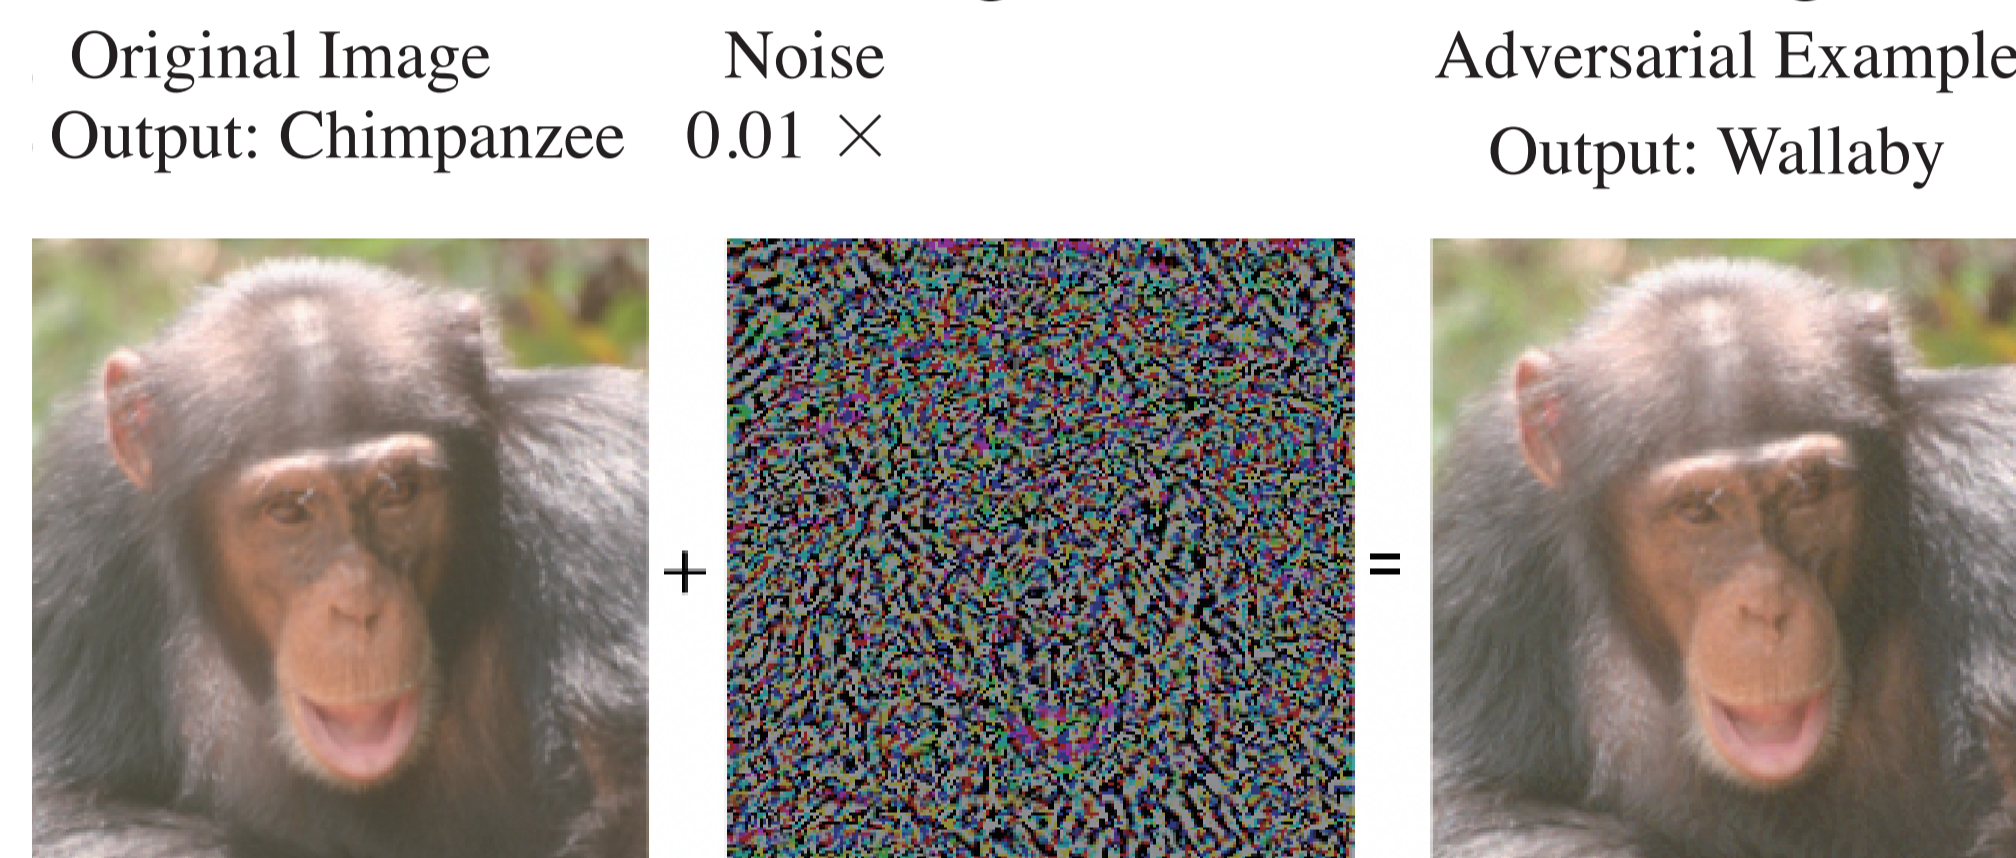 Original Image
Output: Chimpanzee
Noise
0.01 ×
Adversarial Example
Output: Wallaby
+
=